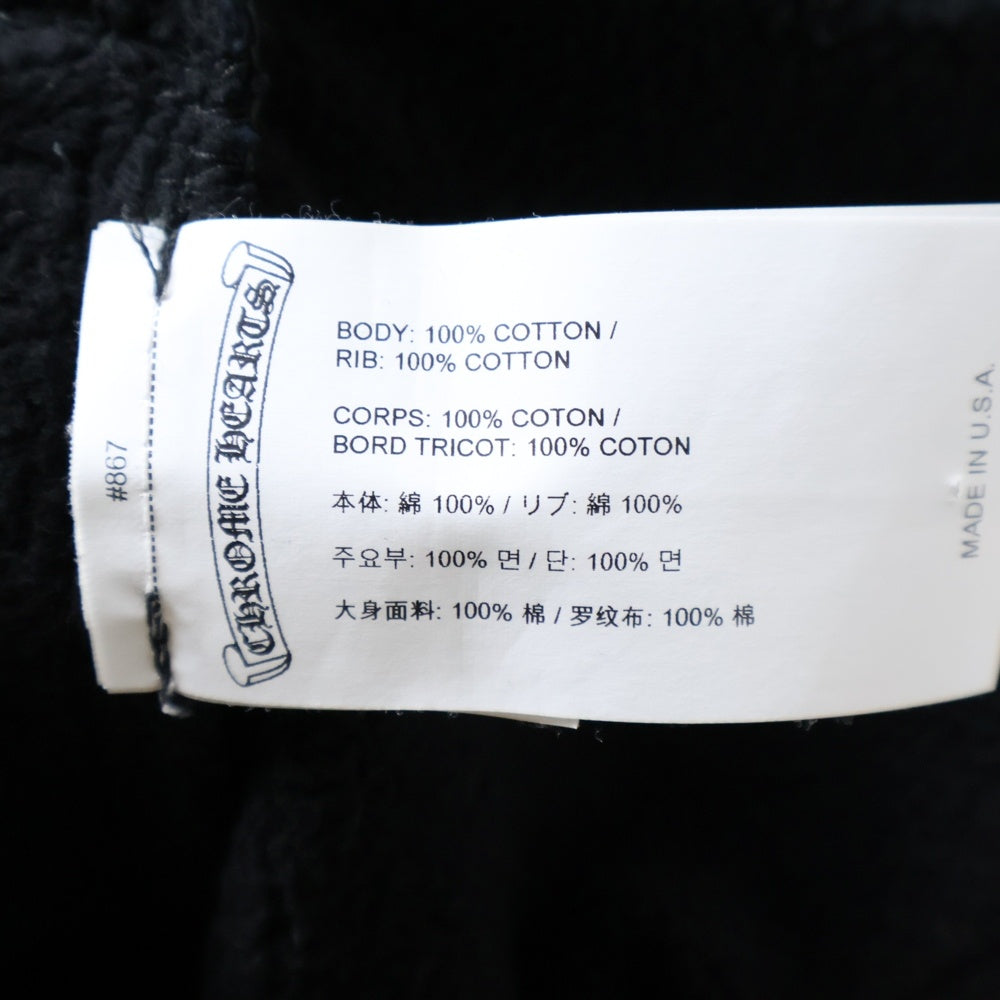 #867
CHROME HEARTS
BODY: 100% COTTON /
RIB: 100% COTTON
CORPS: 100% COTON /
BORD TRICOT: 100% COTON
本体: 綿 100% / リブ: 綿 100%
주요부: 100% 면 / 단: 100% 면
大身面料: 100% 棉 / 罗纹布: 100% 棉
MADE IN U.S.A.